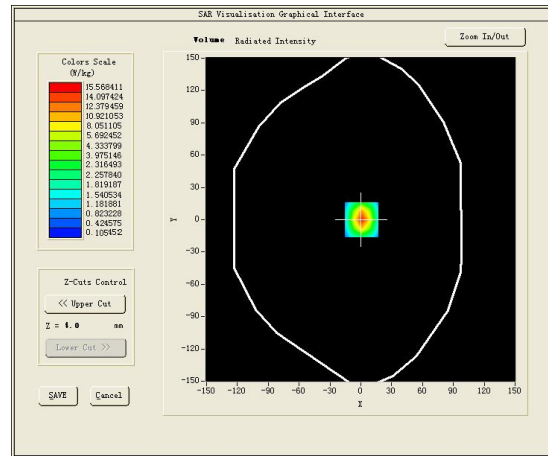 SAR Visualisation Graphical Interface
Volume Radiated Intensity
Zoom In/Out
Colors Scale
(W/kg)
15.568411
14.097424
12.379459
10.921053
8.051105
5.692452
4.333799
3.975146
2.316493
2.257840
1.819187
1.540534
1.181881
0.823228
0.424575
0.105452
Z-Cuts Control
<< Upper Cut
Z = 4.0 mm
Lower Cut >>
SAVE
Cancel
150
120
90
60
30
0
-30
-60
-90
-120
-150
Y
-150 -120 -90 -60 -30 0 30 60 90 120 150
X